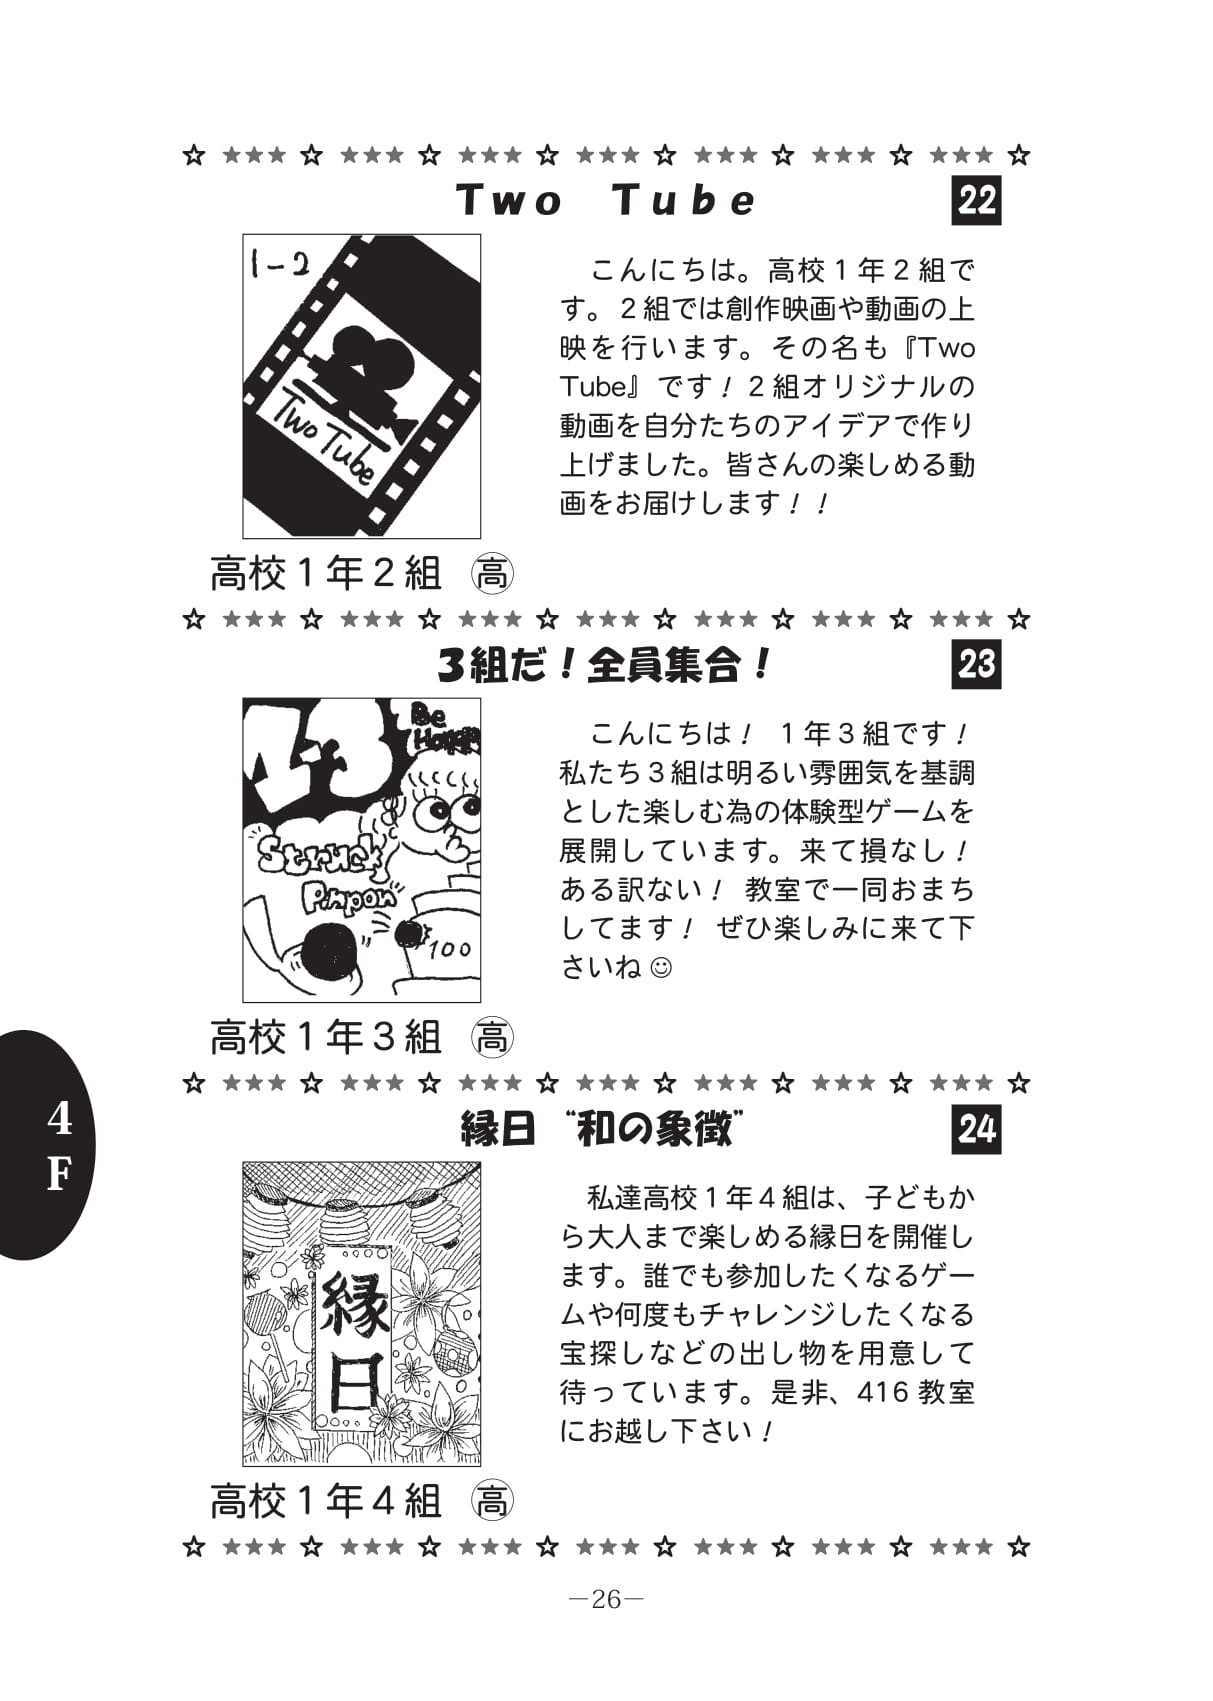 Two Tube
22
1-2
Two Tube
こんにちは。高校１年２組で
す。２組では創作映画や動画の上
映を行います。その名も『Two
Tube』です！２組オリジナルの
動画を自分たちのアイデアで作り
上げました。皆さんの楽しめる動
画をお届けします！！
高校１年２組 ㊤高
３組だ！全員集合！
23
1-3
Be
Happy
Struck
Pinpon
100
こんにちは！ １年３組です！
私たち３組は明るい雰囲気を基調
とした楽しむ為の体験型ゲームを
展開しています。来て損なし！
ある訳ない！ 教室で一同おまち
してます！ ぜひ楽しみに来て下
さいね☺
高校１年３組 高
4
F
縁日 “和の象徴”
24
縁
日
私達高校１年４組は、子どもか
ら大人まで楽しめる縁日を開催し
ます。誰でも参加したくなるゲー
ムや何度もチャレンジしたくなる
宝探しなどの出し物を用意して
待っています。是非、416 教室
にお越し下さい！
高校１年４組 高
—26—